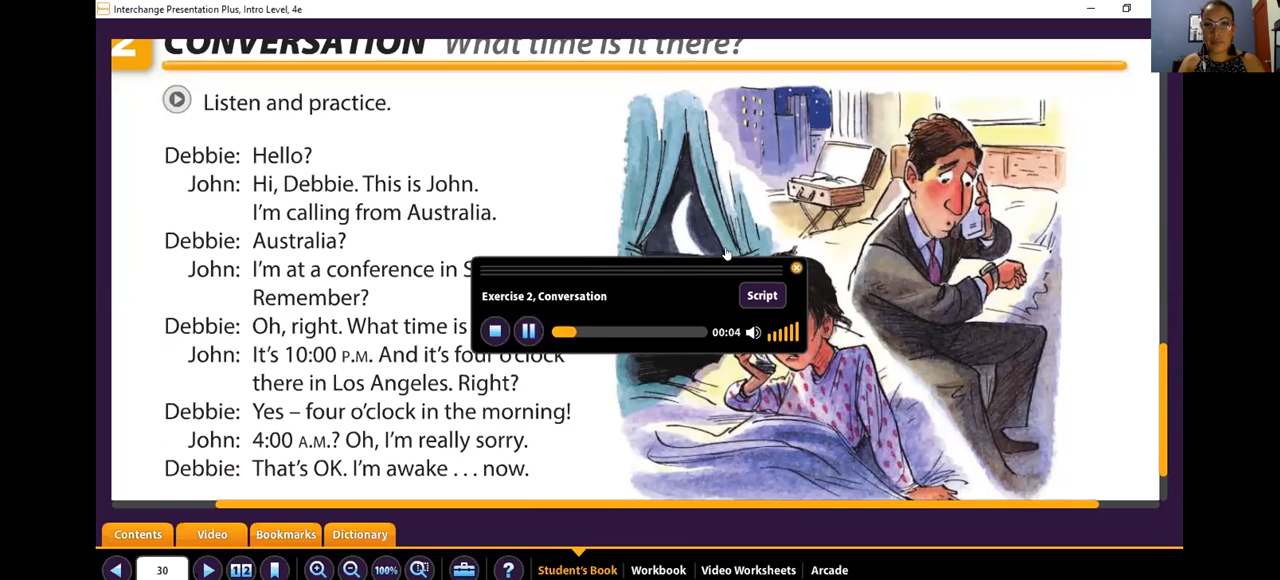 Interchange Presentation Plus, Intro Level, 4e
2 CONVERSATION What time is it there?
Listen and practice.
Debbie: Hello?
John: Hi, Debbie. This is John.
I'm calling from Australia.
Debbie: Australia?
John: I'm at a conference in
Remember?
Debbie: Oh, right. What time is
John: It's 10:00 P.M. And it's four o'clock
there in Los Angeles. Right?
Debbie: Yes – four o'clock in the morning!
John: 4:00 A.M.? Oh, I'm really sorry.
Debbie: That's OK. I'm awake . . . now.
Exercise 2, Conversation
Script
00:04
Contents
Video
Bookmarks
Dictionary
30
12
100%
?
Student's Book
Workbook
Video Worksheets
Arcade